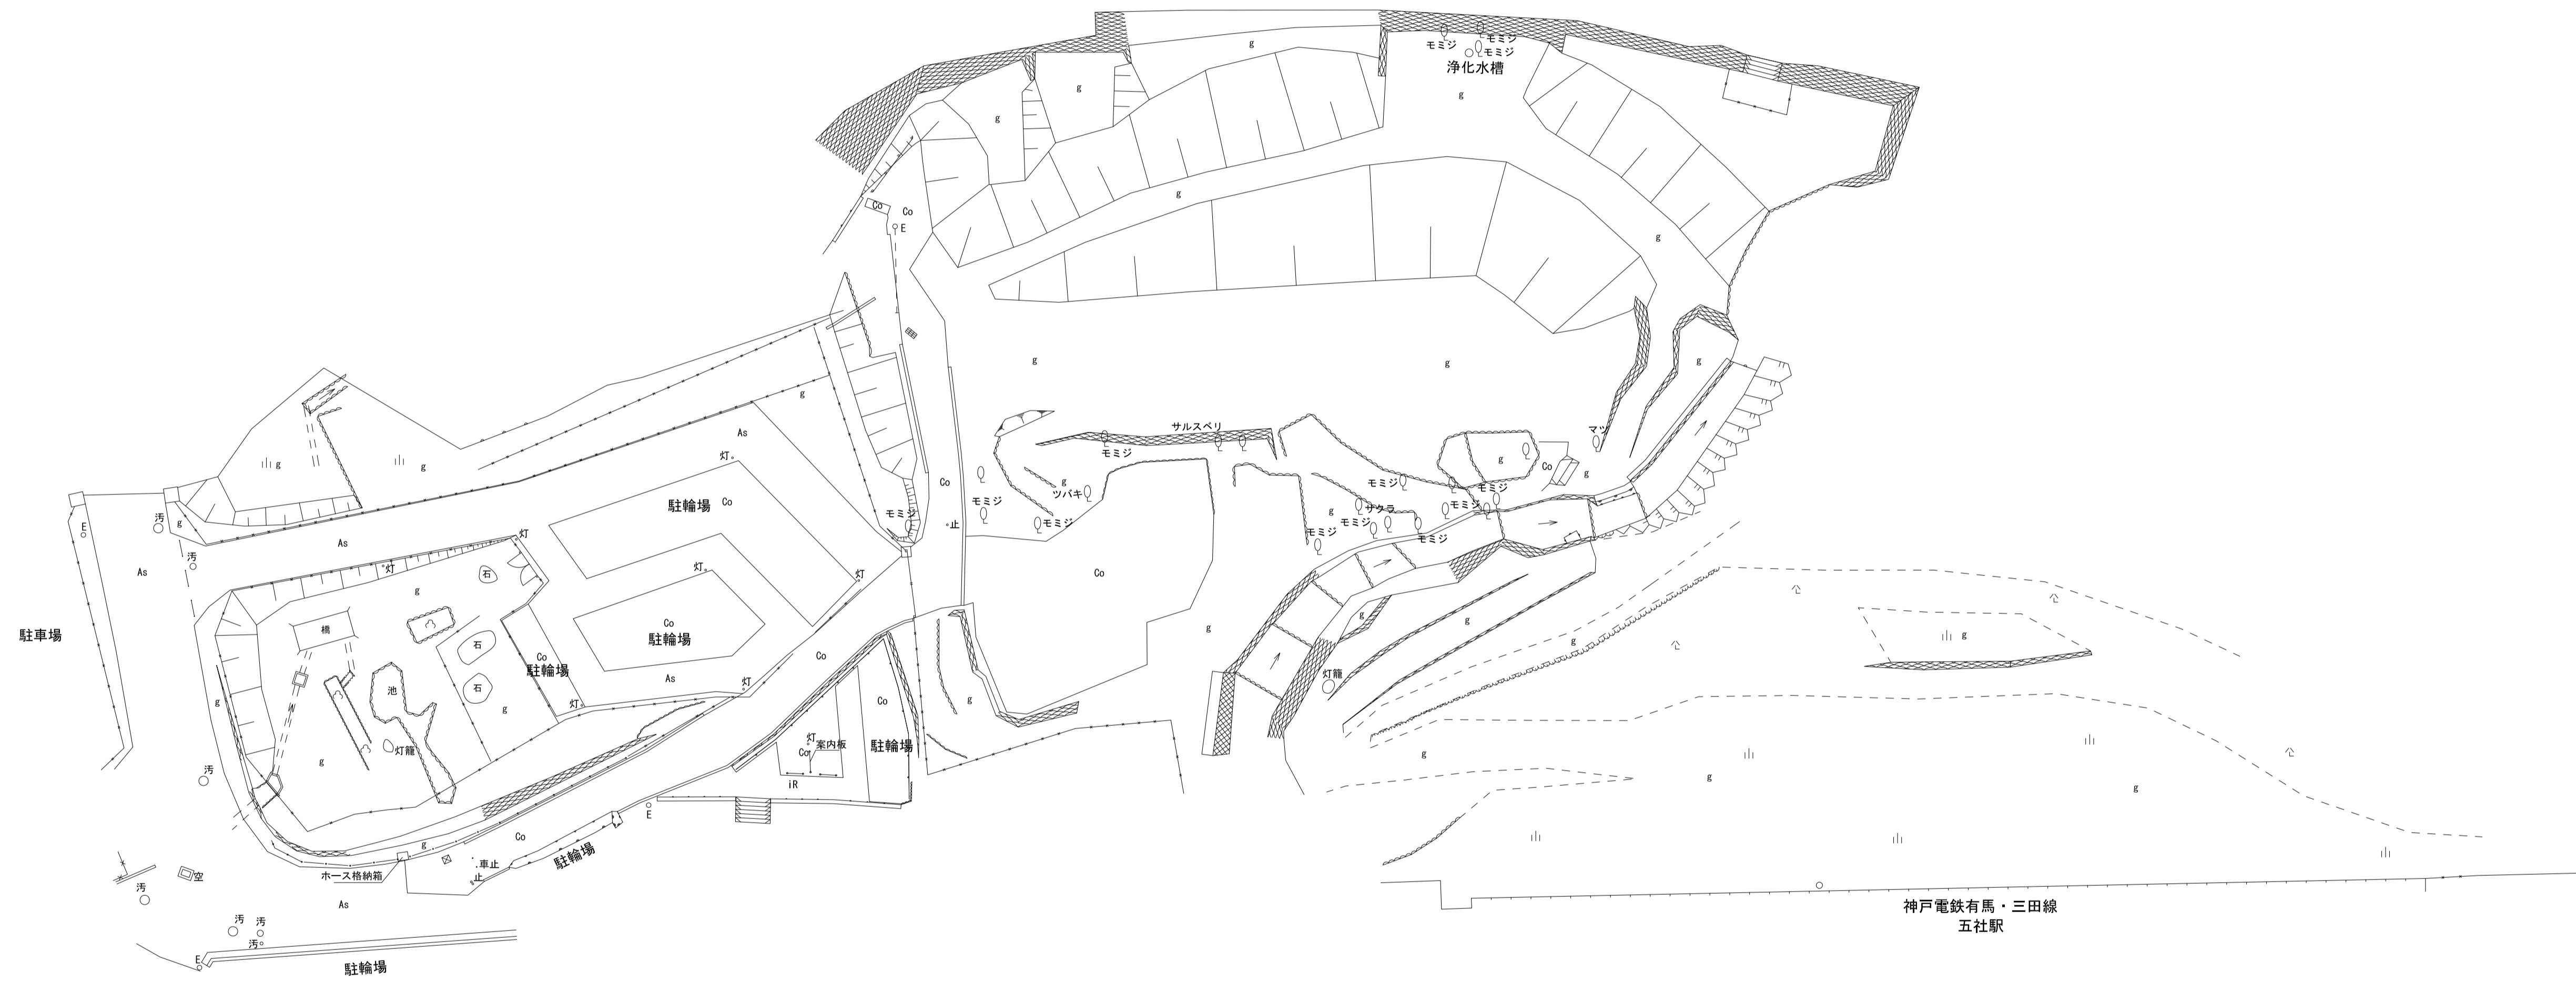 g
モミジ
モミジ
モミジ
浄化水槽
g
g
g
g
Co
Co
E
g
g
g
g
g
g
サルスベリ
マツ
モミジ
g
As
灯
駐輪場
Co
Co
g
ツバキ
モミジ
モミジ
モミジ
止
g
Co
g
モミジ
モミジ
モミジ
サクラ
モミジ
モミジ
モミジ
g
g
g
E
汚
g
As
汚
As
灯
灯
灯
灯
石
g
Co
Co
駐輪場
橋
石
Co
駐輪場
Co
As
g
駐車場
池
石
g
灯
灯
g
灯籠
g
汚
Co
g
灯
案内板
Co
駐輪場
iR
E
g
g
灯籠
g
g
g
g
g
g
Co
g
車止
止
駐輪場
ホース格納箱
空
汚
As
汚
汚
汚
E
駐輪場
神戸電鉄有馬・三田線
五社駅